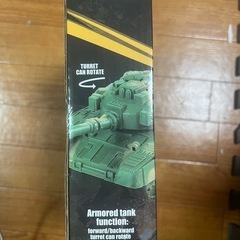 TURRET
CAN ROTATE
Armored tank
function:
forward/backward
turret can rotate